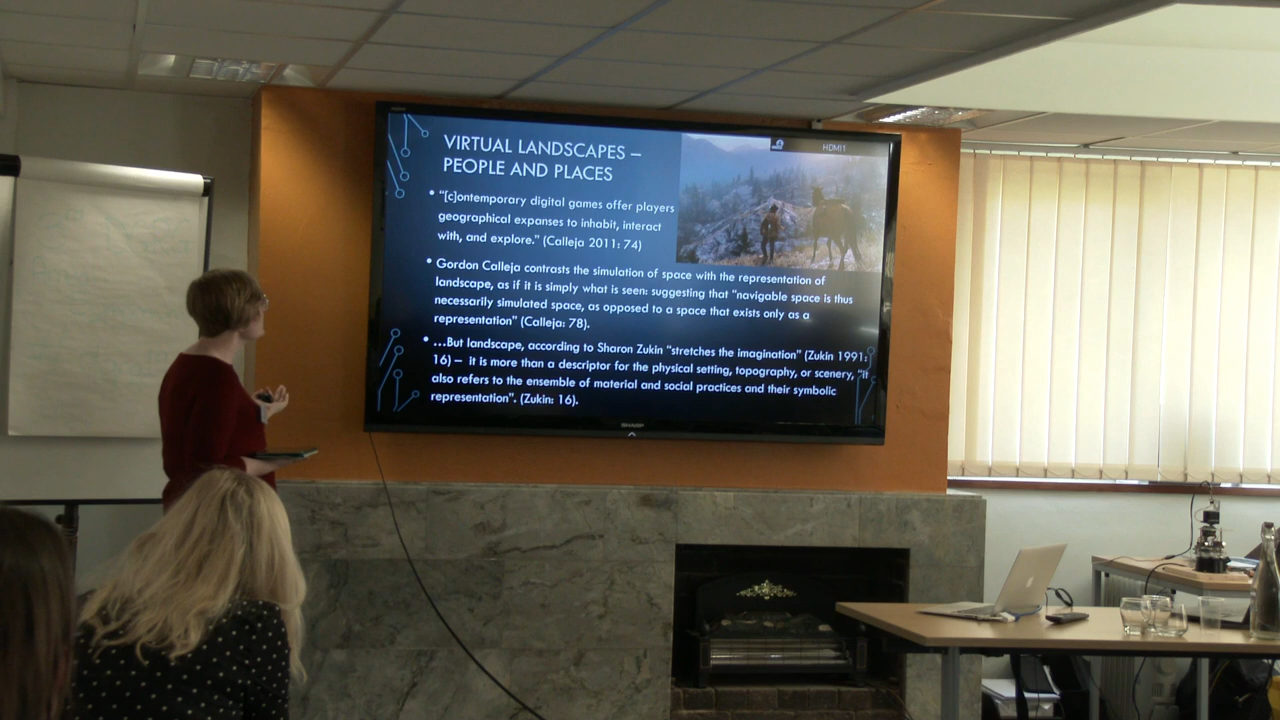 VIRTUAL LANDSCAPES –
PEOPLE AND PLACES
HDMI1
• "[c]ontemporary digital games offer players
geographical expanses to inhabit, interact
with, and explore." (Calleja 2011: 74)
• Gordon Calleja contrasts the simulation of space with the representation of
landscape, as if it is simply what is seen: suggesting that "navigable space is thus
necessarily simulated space, as opposed to a space that exists only as a
representation" (Calleja: 78).
• ...But landscape, according to Sharon Zukin "stretches the imagination" (Zukin 1991:
16) – it is more than a descriptor for the physical setting, topography, or scenery, "it
also refers to the ensemble of material and social practices and their symbolic
representation". (Zukin: 16).
SHARP